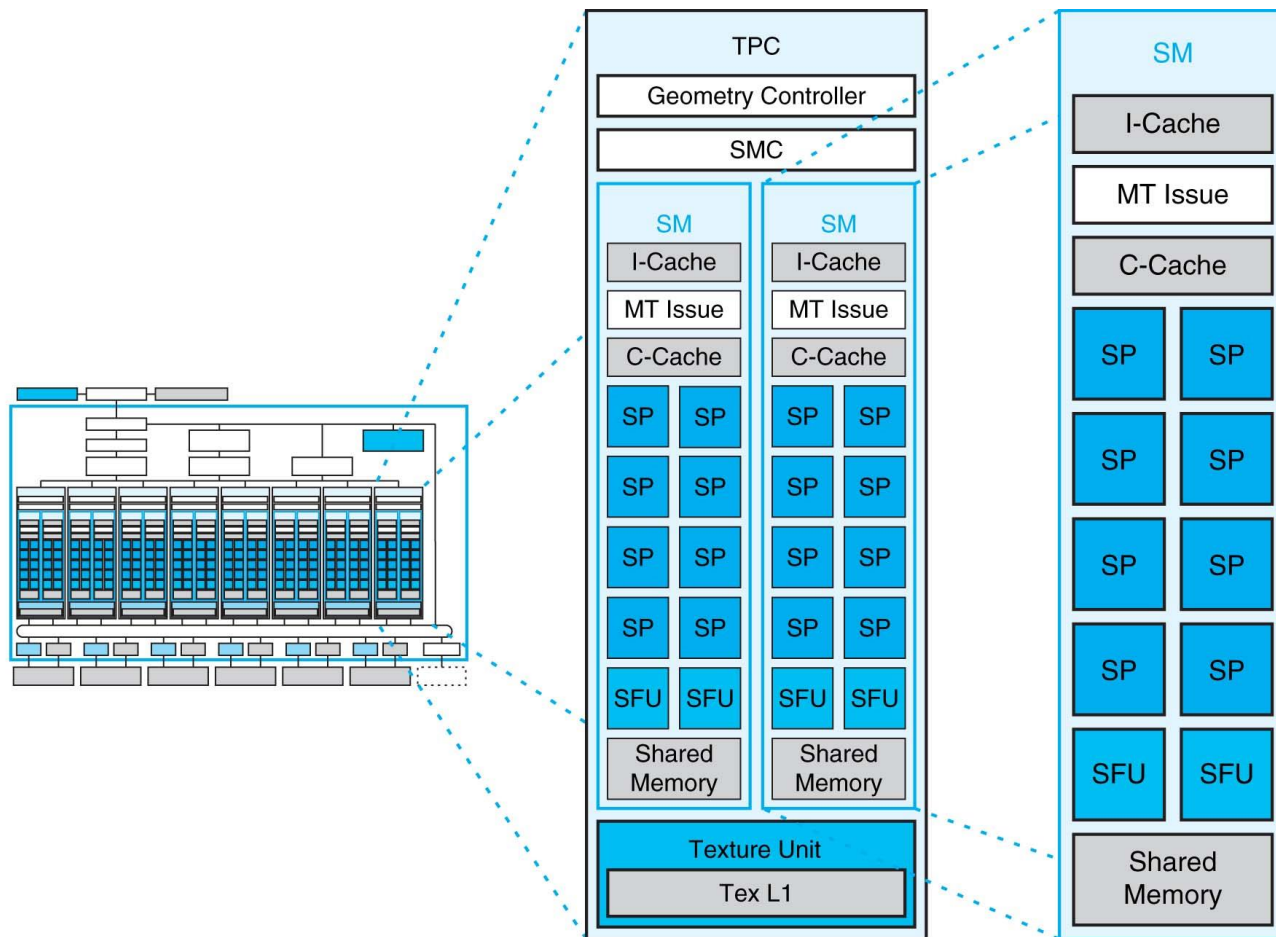 TPC
Geometry Controller
SMC
SM
I-Cache
MT Issue
C-Cache
SP SP
SP SP
SP SP
SP SP
SFU SFU
Shared
Memory
SM
I-Cache
MT Issue
C-Cache
SP SP
SP SP
SP SP
SP SP
SFU SFU
Shared
Memory
Texture Unit
Tex L1
SM
I-Cache
MT Issue
C-Cache
SP SP
SP SP
SP SP
SP SP
SFU SFU
Shared
Memory